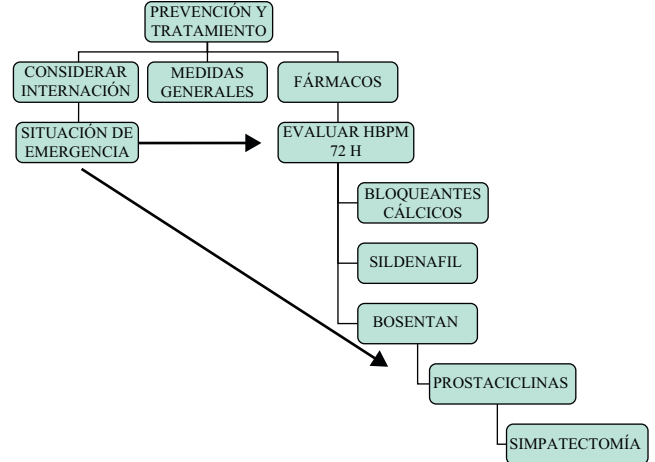 PREVENCIÓN Y
TRATAMIENTO
CONSIDERAR
INTERNACIÓN
MEDIDAS
GENERALES
FÁRMACOS
SITUACIÓN DE
EMERGENCIA
EVALUAR HBPM
72 H
BLOQUEANTES
CÁLCICOS
SILDENAFIL
BOSENTAN
PROSTACICLINAS
SIMPATECTOMÍA